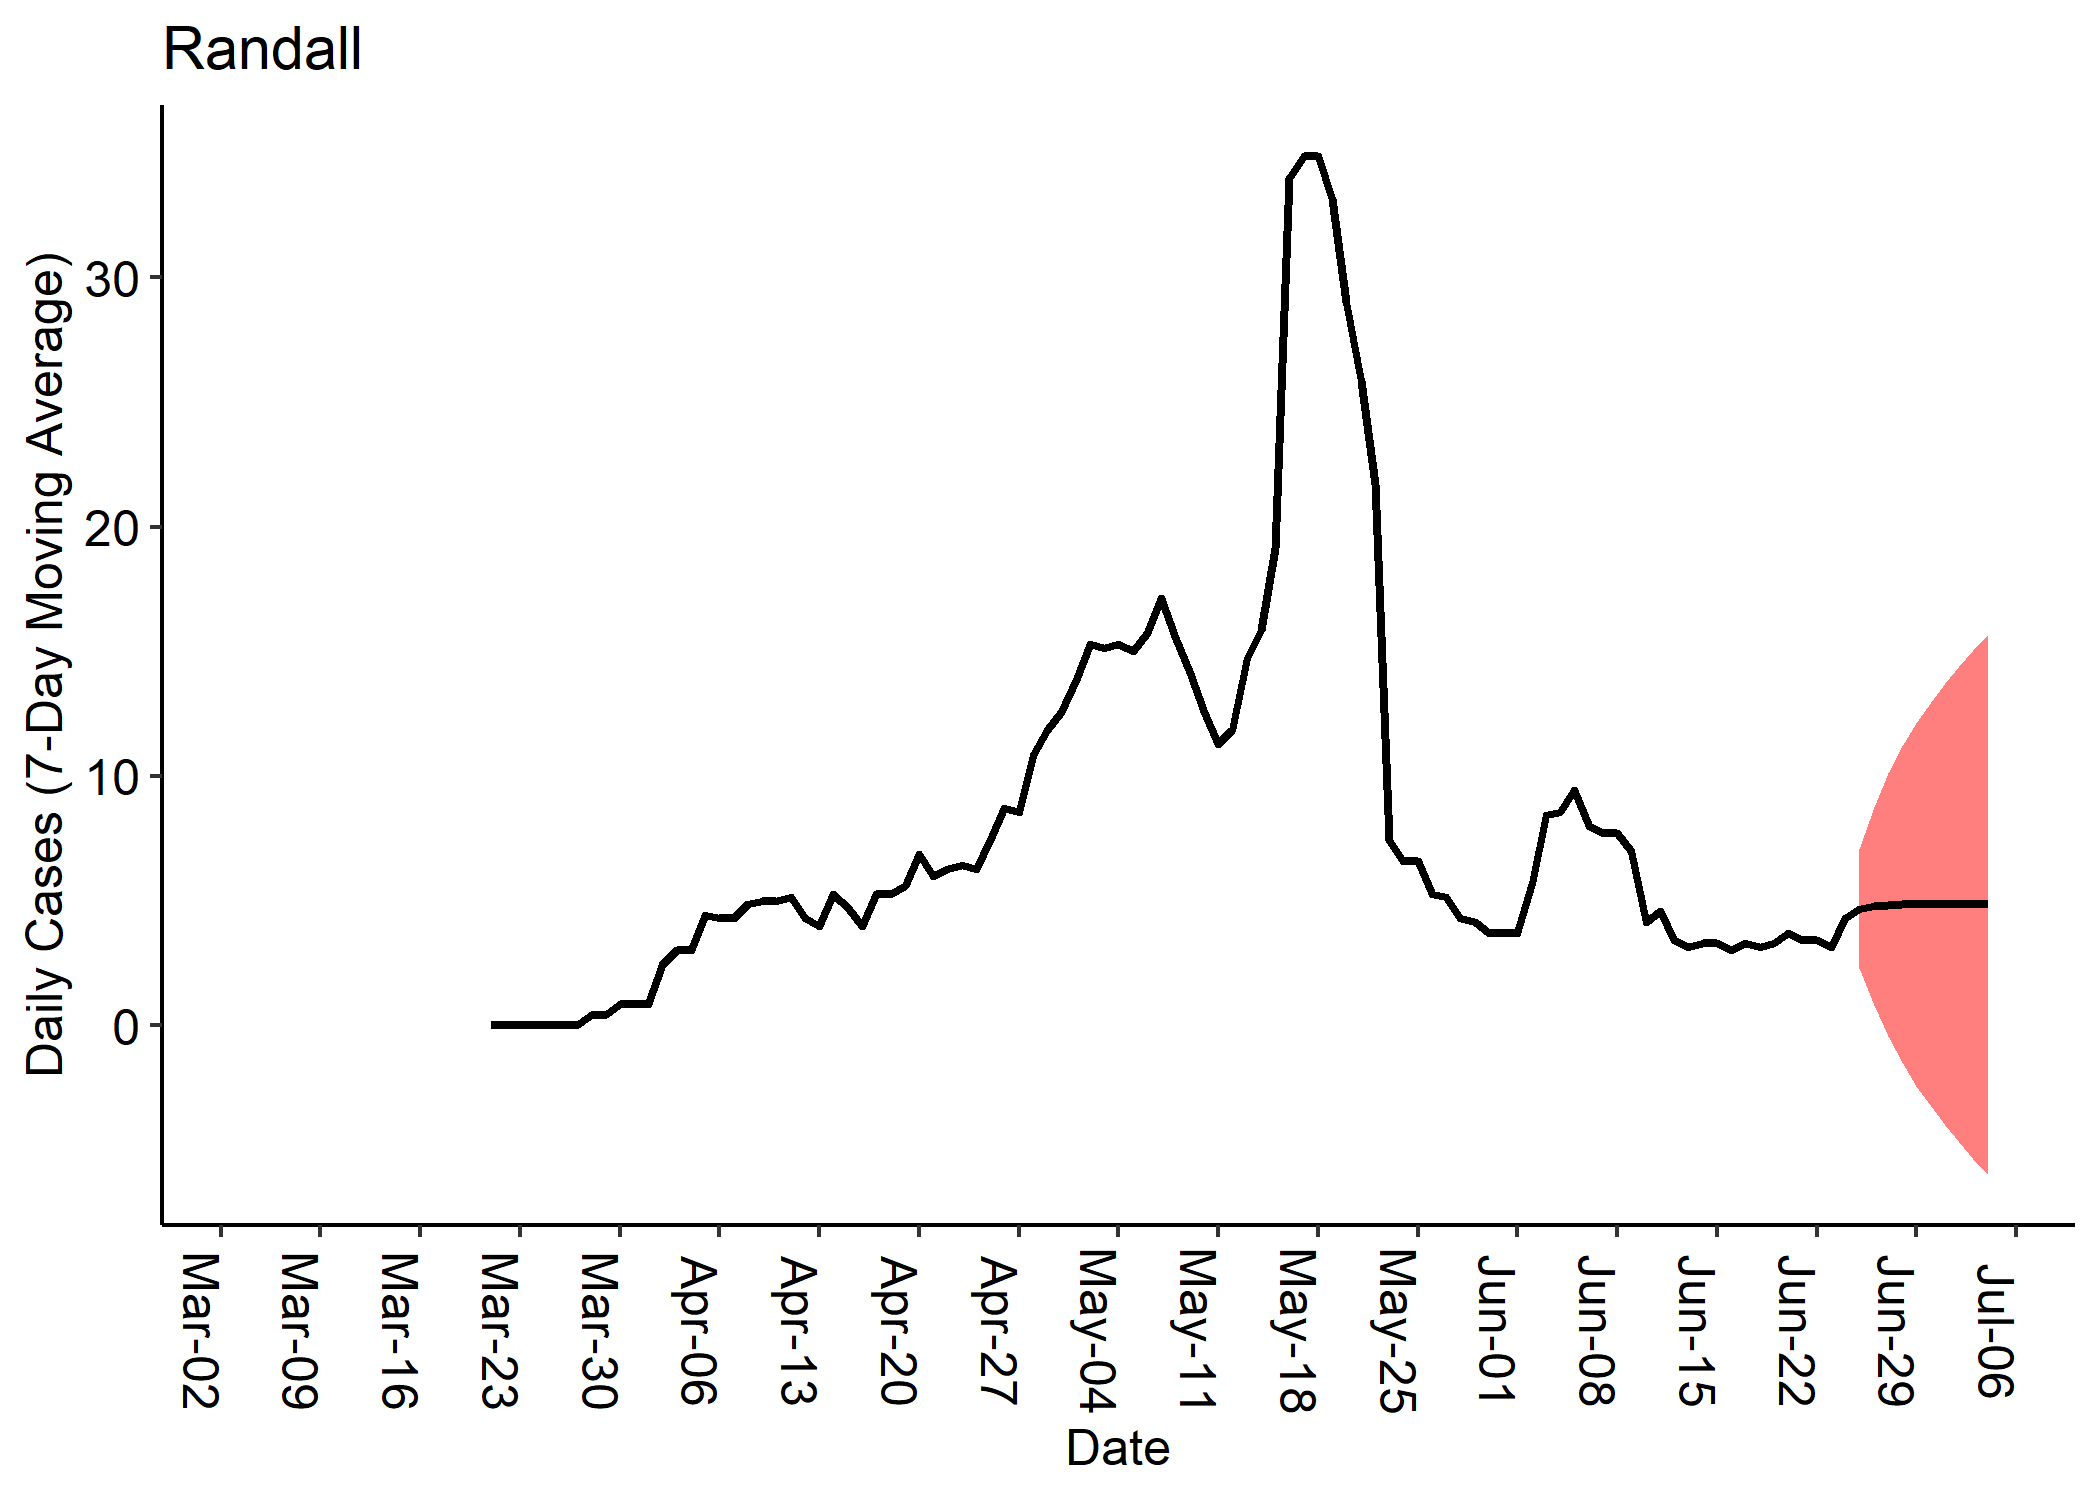 Randall
Daily Cases (7-Day Moving Average)
30
20
10
0
Mar-02
Mar-09
Mar-16
Mar-23
Mar-30
Apr-06
Apr-13
Apr-20
Apr-27
May-04
May-11
May-18
May-25
Jun-01
Jun-08
Jun-15
Jun-22
Jun-29
Jul-06
Date